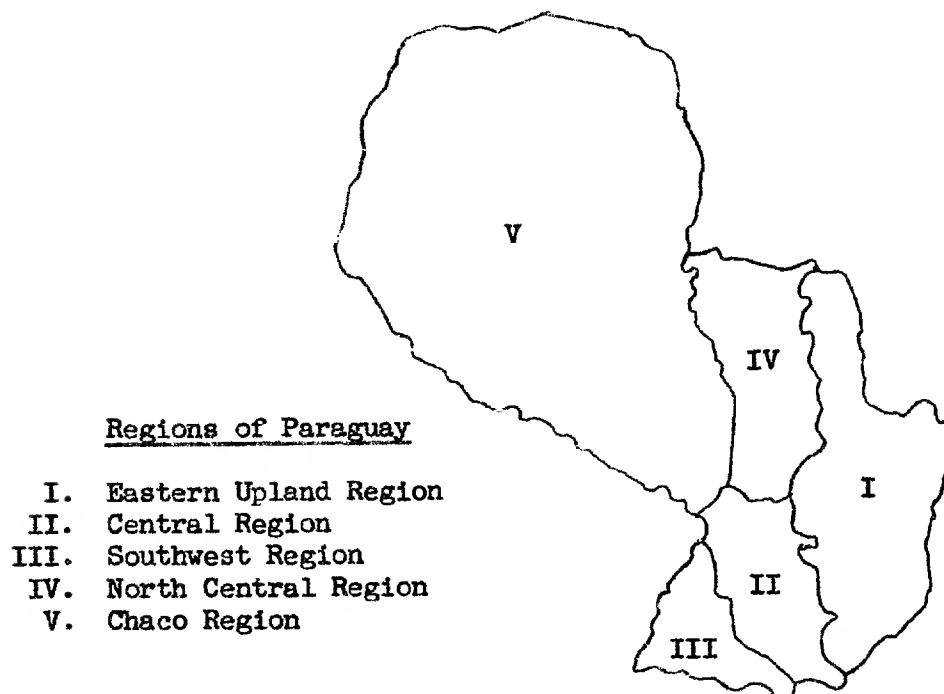 V
IV
Regions of Paraguay
I. Eastern Upland Region
I
II. Central Region
III. Southwest Region
IV. North Central Region
II
V. Chaco Region
III